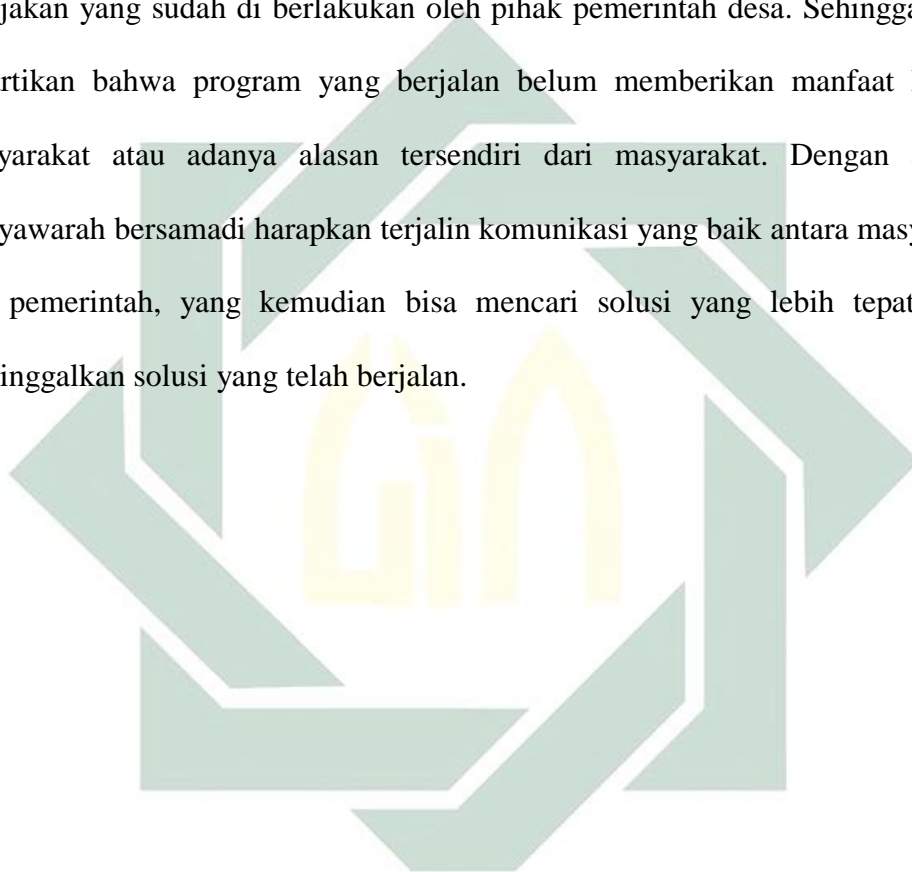 jakan yang sudah di berlakukan oleh pihak pemerintah desa. Sehingga
artikan bahwa program yang berjalan belum memberikan manfaat
yarakat atau adanya alasan tersendiri dari masyarakat. Dengan
yawarah bersamadi harapkan terjalin komunikasi yang baik antara masy
pemerintah, yang kemudian bisa mencari solusi yang lebih tepat
inggalkan solusi yang telah berjalan.